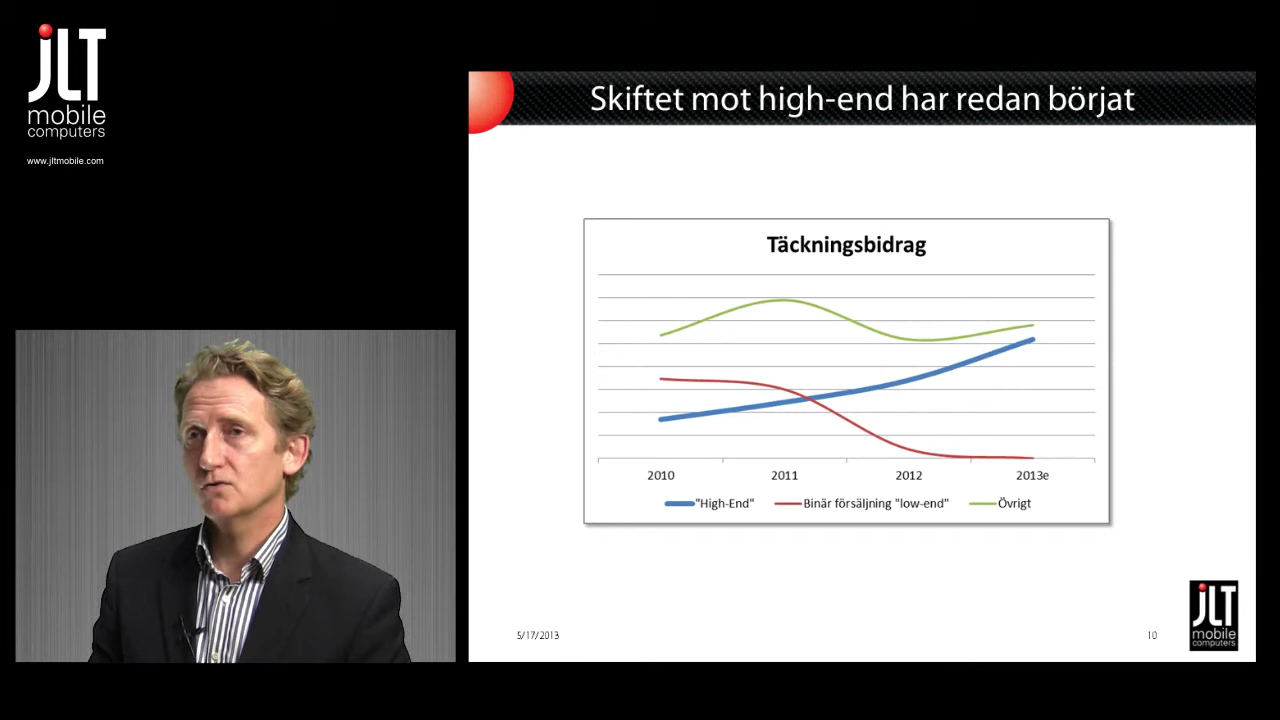 JLT
mobile
computers
www.jltmobile.com
Skiftet mot high-end har redan börjat
Täckningsbidrag
2010 2011 2012 2013e
"High-End" Binär försäljning "low-end" Övrigt
5/17/2013 10
JLT
mobile
computers